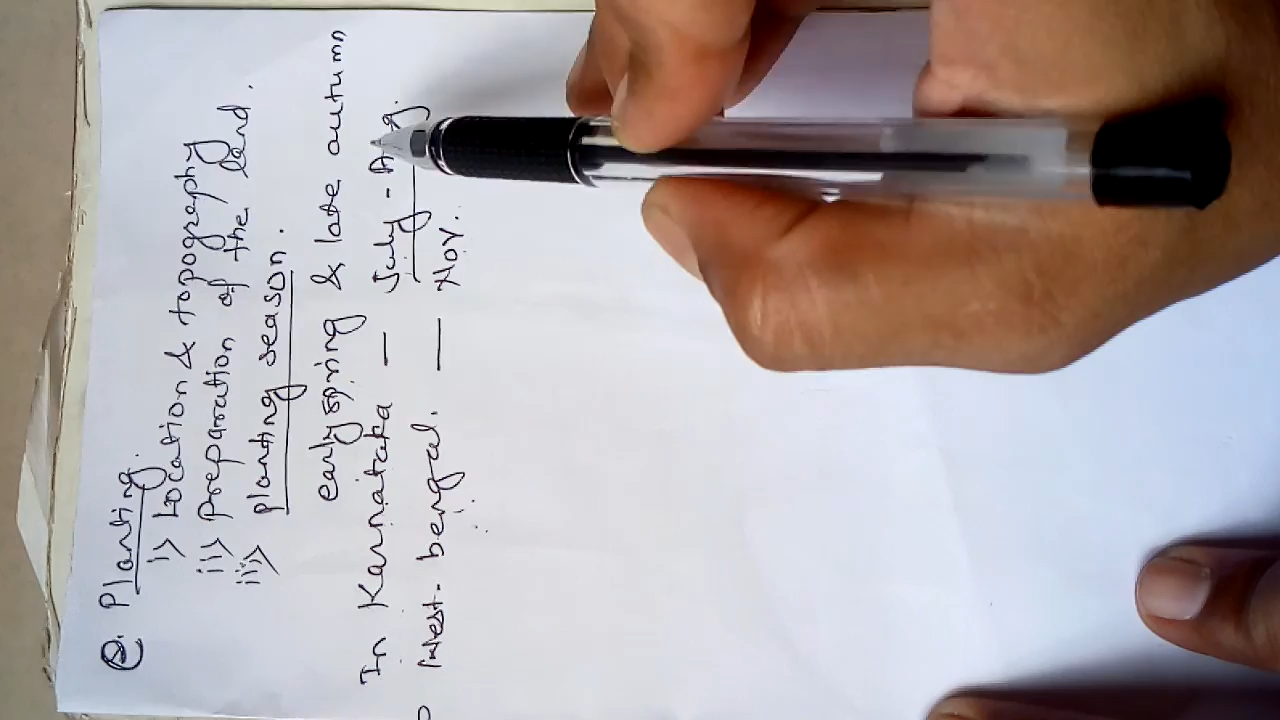 e. Planting.
i> Location & topography
ii> Preparation of the land.
iii> planting season.
early spring & late autumn
In Karnataka — July - Aug.
West bengal. — Nov.